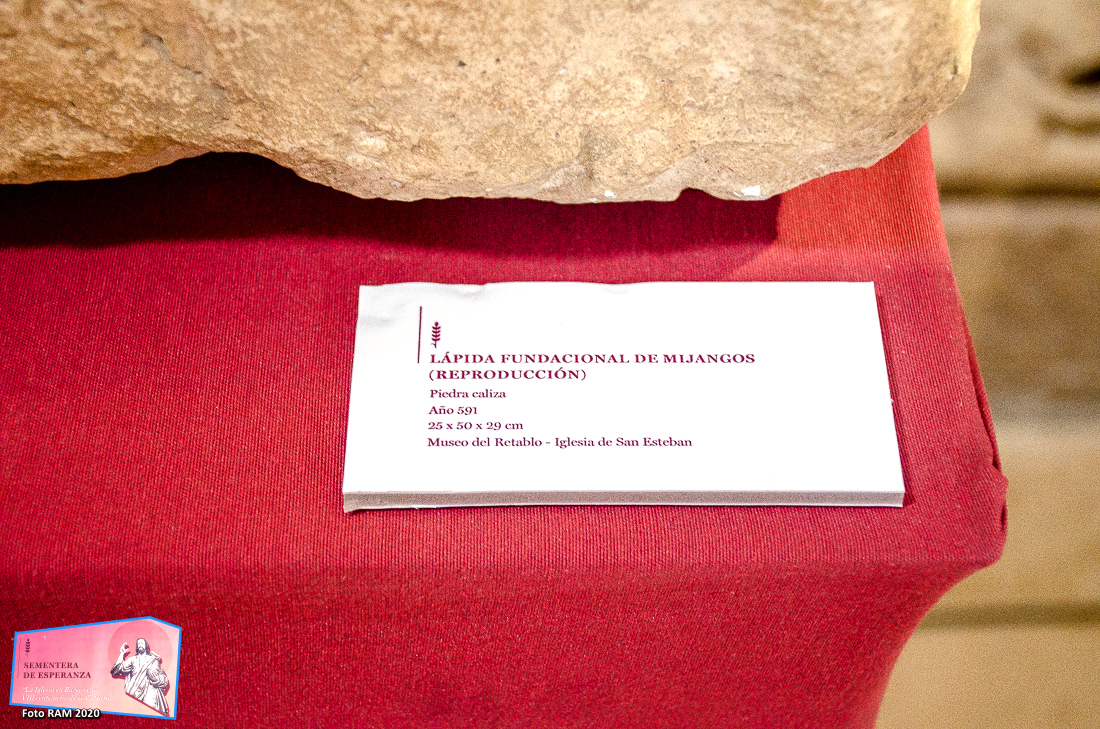 LÁPIDA FUNDACIONAL DE MIJANGOS
(REPRODUCCIÓN)
Piedra caliza
Año 591
25 x 50 x 29 cm
Museo del Retablo - Iglesia de San Esteban
SEMENTERA
DE ESPERANZA
Foto RAM 2020